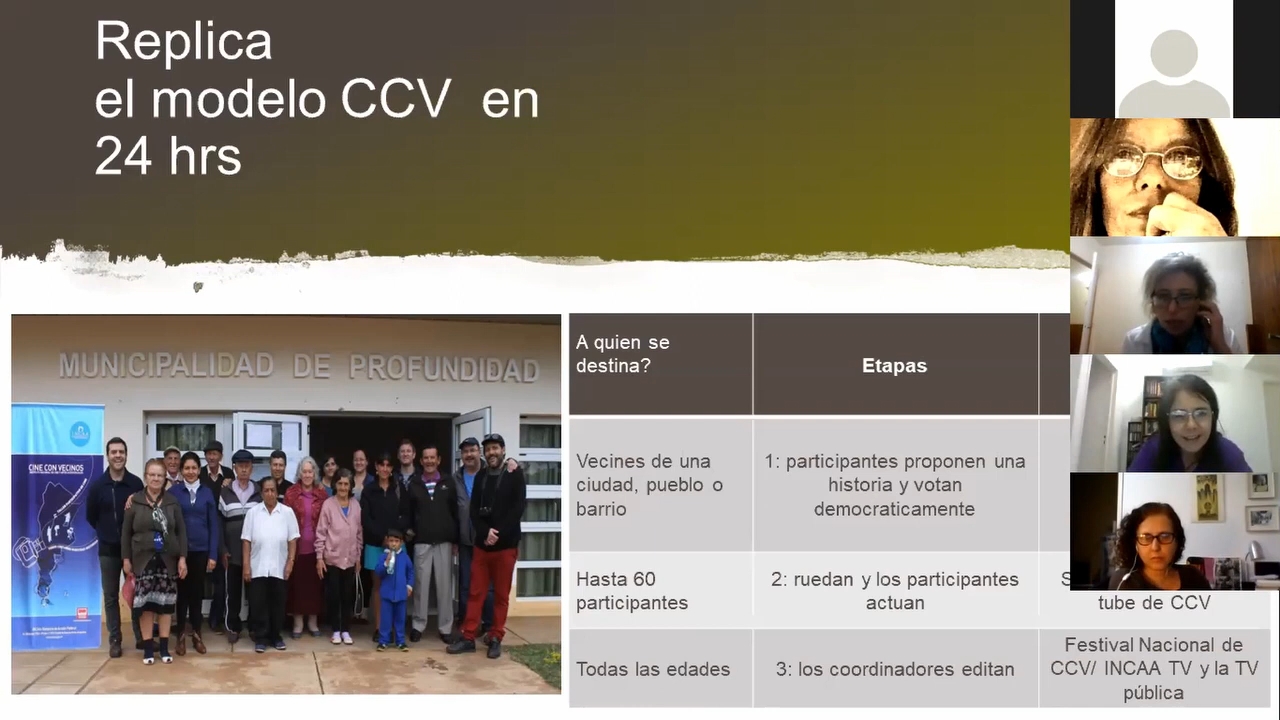 Replica
el modelo CCV en
24 hrs
MUNICIPALIDAD DE PROFUNDIDAD
CINE CON VECINOS
A quien se
destina?
Etapas
Vecines de una
ciudad, pueblo o
barrio
1: participantes proponen una
historia y votan
democraticamente
Hasta 60
participantes
2: ruedan y los participantes
actuan
S
tube de CCV
Todas las edades
3: los coordinadores editan
Festival Nacional de
CCV/ INCAA TV y la TV
pública